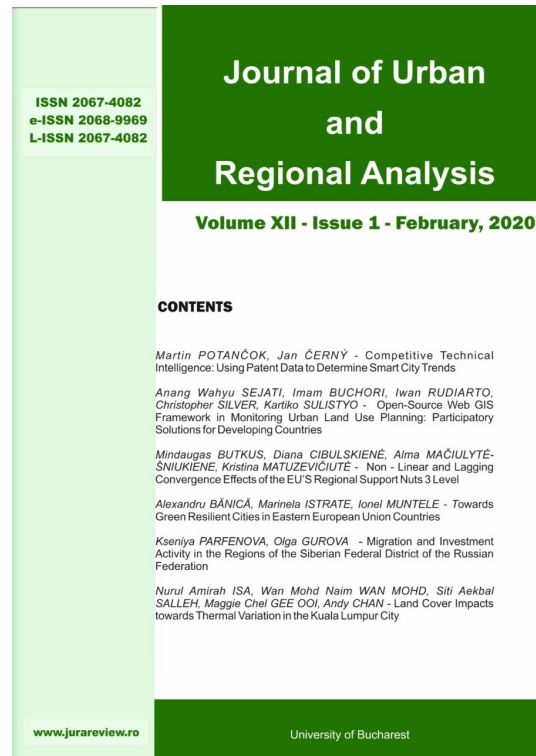 Journal of Urban
and
Regional Analysis
ISSN 2067-4082
e-ISSN 2068-9969
L-ISSN 2067-4082
Volume XII - Issue 1 - February, 2020
CONTENTS
Martin POTANČOK, Jan ČERNÝ - Competitive Technical
Intelligence: Using Patent Data to Determine Smart City Trends
Anang Wahyu SEJATI, Imam BUCHORI, Iwan RUDIARTO,
Christopher SILVER, Kartiko SULISTYO - Open-Source Web GIS
Framework in Monitoring Urban Land Use Planning: Participatory
Solutions for Developing Countries
Mindaugas BUTKUS, Diana CIBULSKIENĖ, Alma MAČIULYTĖ-
ŠNIUKIENE, Kristina MATUZEVIČIUTĖ - Non - Linear and Lagging
Convergence Effects of the EU'S Regional Support Nuts 3 Level
Alexandru BĂNICĂ, Marinela ISTRATE, Ionel MUNTELE - Towards
Green Resilient Cities in Eastern European Union Countries
Kseniya PARFENOVA, Olga GUROVA - Migration and Investment
Activity in the Regions of the Siberian Federal District of the Russian
Federation
Nurul Amirah ISA, Wan Mohd Naim WAN MOHD, Siti Aekbal
SALLEH, Maggie Chel GEE OOI, Andy CHAN - Land Cover Impacts
towards Thermal Variation in the Kuala Lumpur City
www.jurareview.ro
University of Bucharest